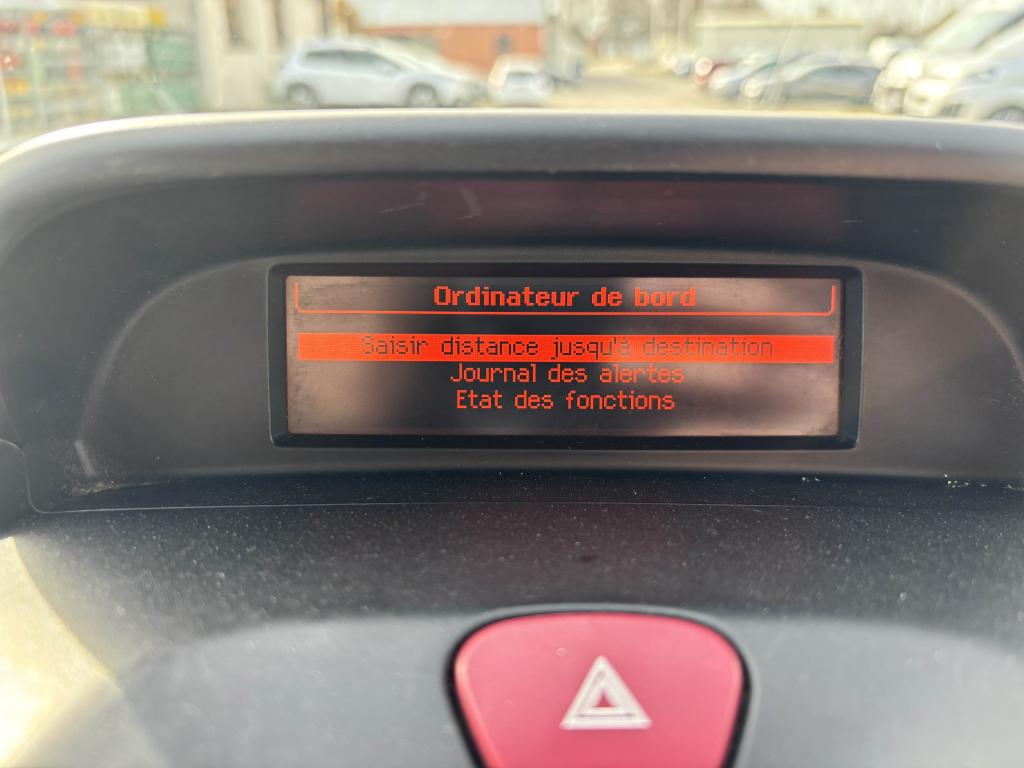 Ordinateur de bord
Saisir distance jusqu'à destination
Journal des alertes
Etat des fonctions